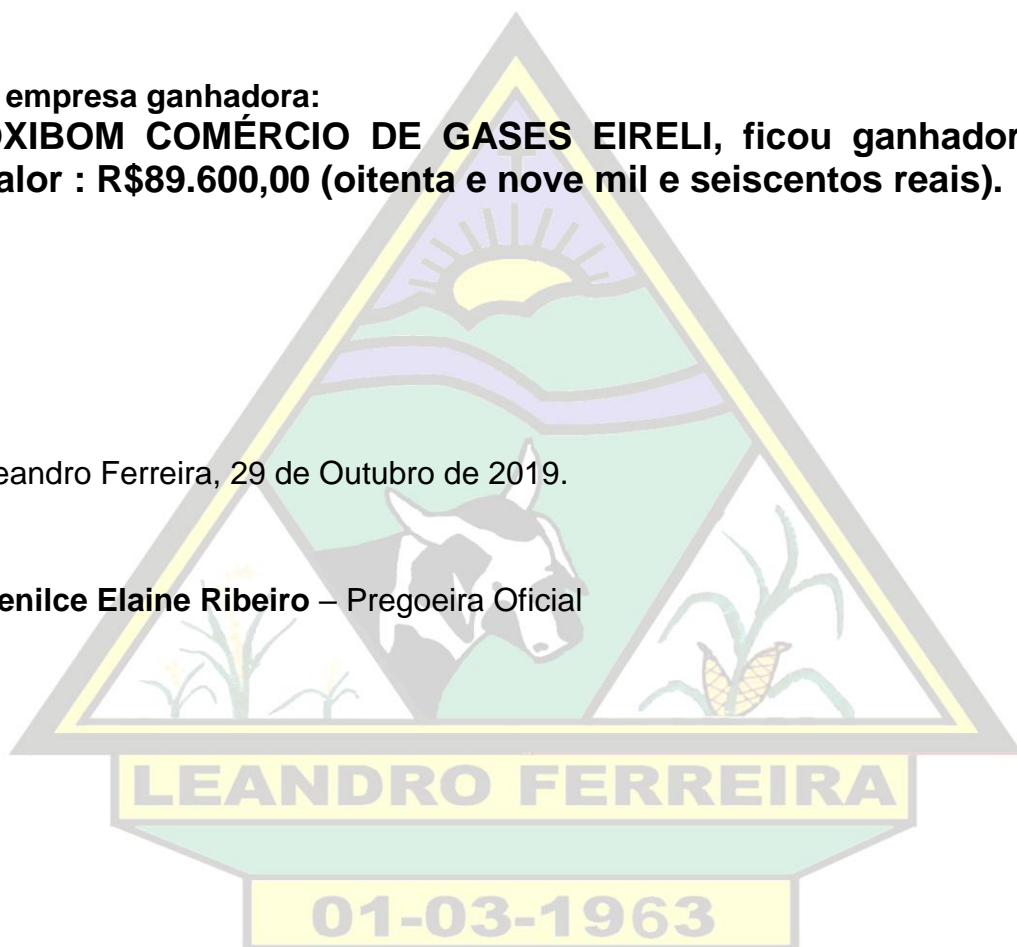 empresa ganhadora:
OXIBOM COMÉRCIO DE GASES EIRELI, ficou ganhador
alor : R$89.600,00 (oitenta e nove mil e seiscentos reais).
eandro Ferreira, 29 de Outubro de 2019.
enilce Elaine Ribeiro – Pregoeira Oficial
LEANDRO FERREIRA
01-03-1963